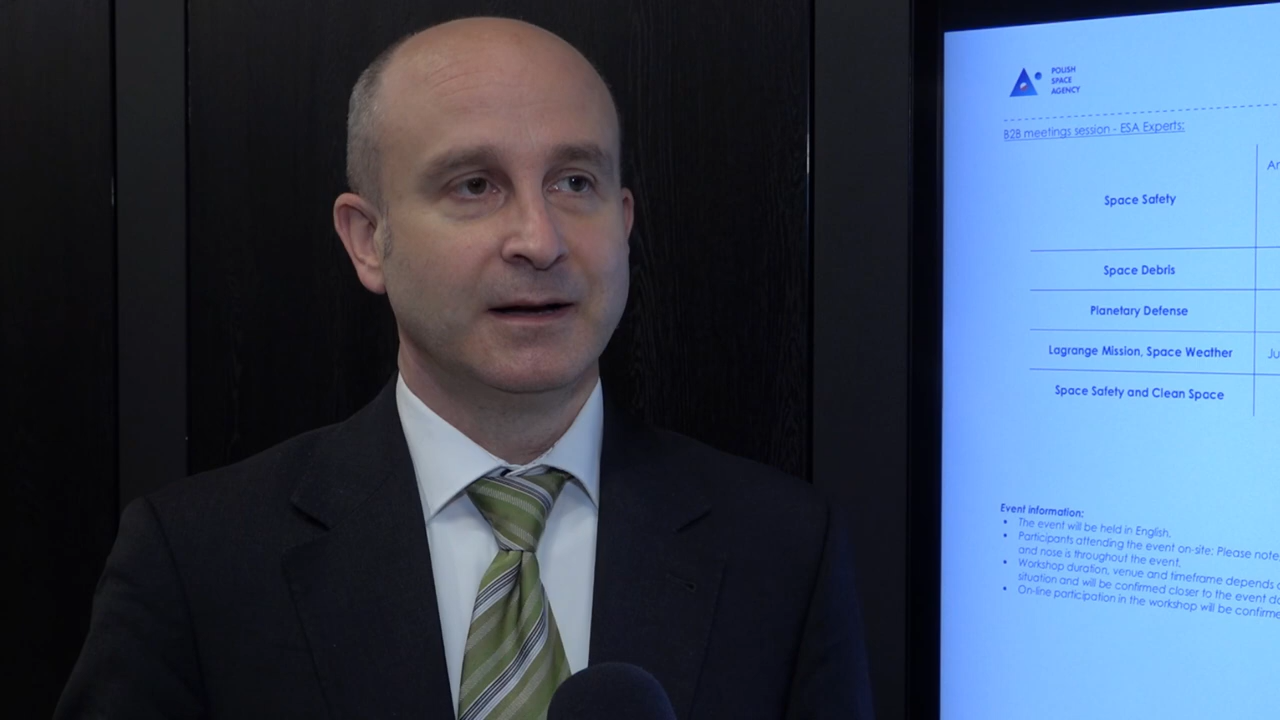 POLISH
SPACE
AGENCY
B2B meetings session - ESA Experts:
Space Safety
Space Debris
Planetary Defense
Lagrange Mission, Space Weather
Space Safety and Clean Space
Event information:
• The event will be held in English.
• Participants attending the event on-site: Please note
and nose is throughout the event.
• Workshop duration, venue and timeframe depends
situation and will be confirmed closer to the event
• On-line participation in the workshop will be